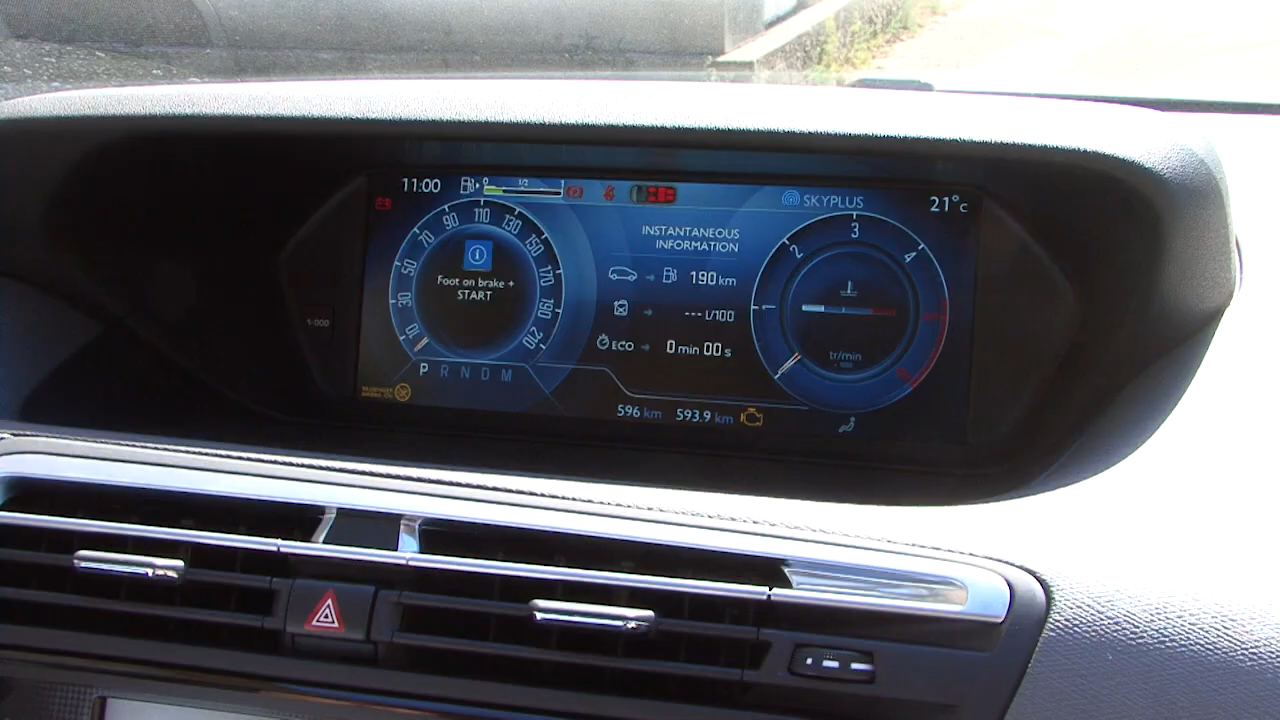 11:00
0 1/2 1
SKYPLUS
21°c
INSTANTANEOUS
INFORMATION
10 30 50 70 90 110 130 150 170 190 210
Foot on brake +
START
190 km
--- l/100
ECO 0 min 00 s
1 2 3 4
tr/min
P R N D M
596 km 593.9 km